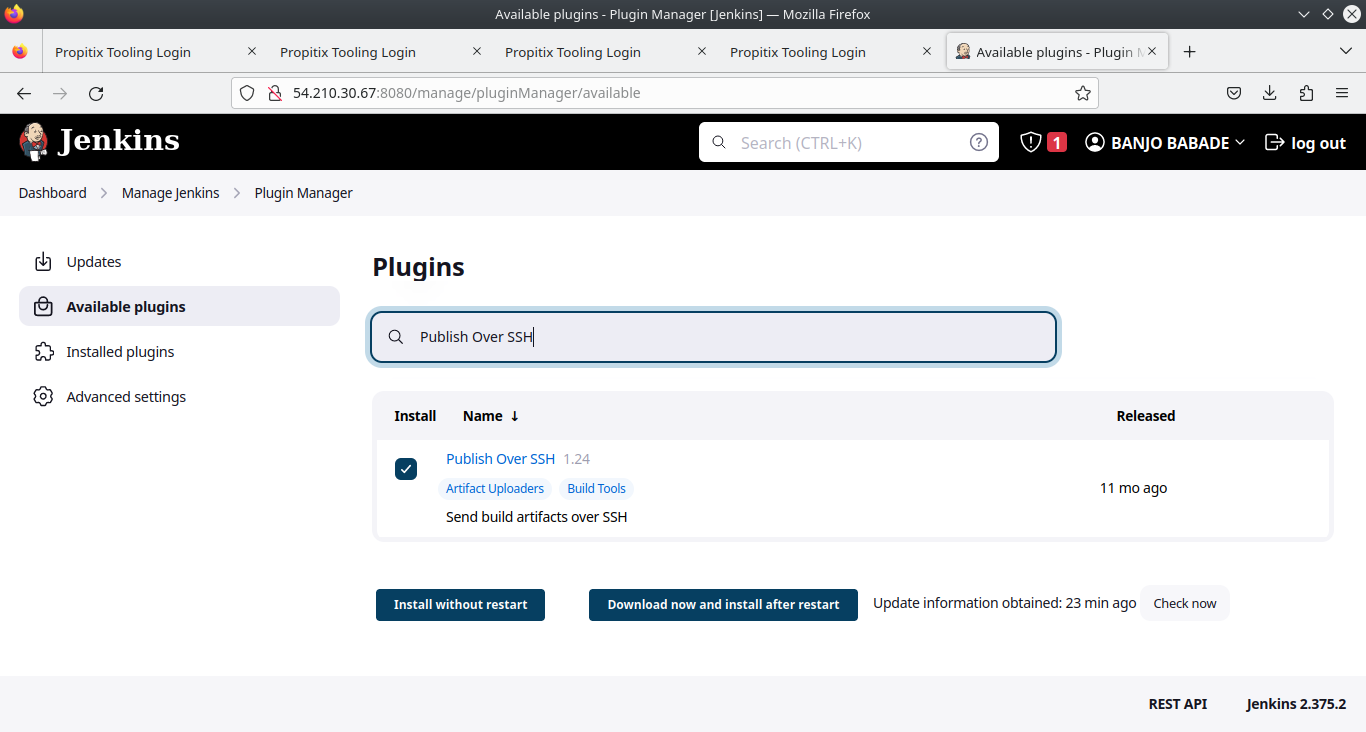 Available plugins - Plugin Manager [Jenkins] — Mozilla Firefox
Propitix Tooling Login
Propitix Tooling Login
Propitix Tooling Login
Propitix Tooling Login
Available plugins - Plugin M
54.210.30.67:8080/manage/pluginManager/available
Jenkins
Search (CTRL+K)
1
BANJO BABADE
log out
Dashboard
Manage Jenkins
Plugin Manager
Updates
Available plugins
Installed plugins
Advanced settings
Plugins
Publish Over SSH
Install Name ↓ Released
Publish Over SSH 1.24
Artifact Uploaders Build Tools
11 mo ago
Send build artifacts over SSH
Install without restart
Download now and install after restart
Update information obtained: 23 min ago
Check now
REST API
Jenkins 2.375.2